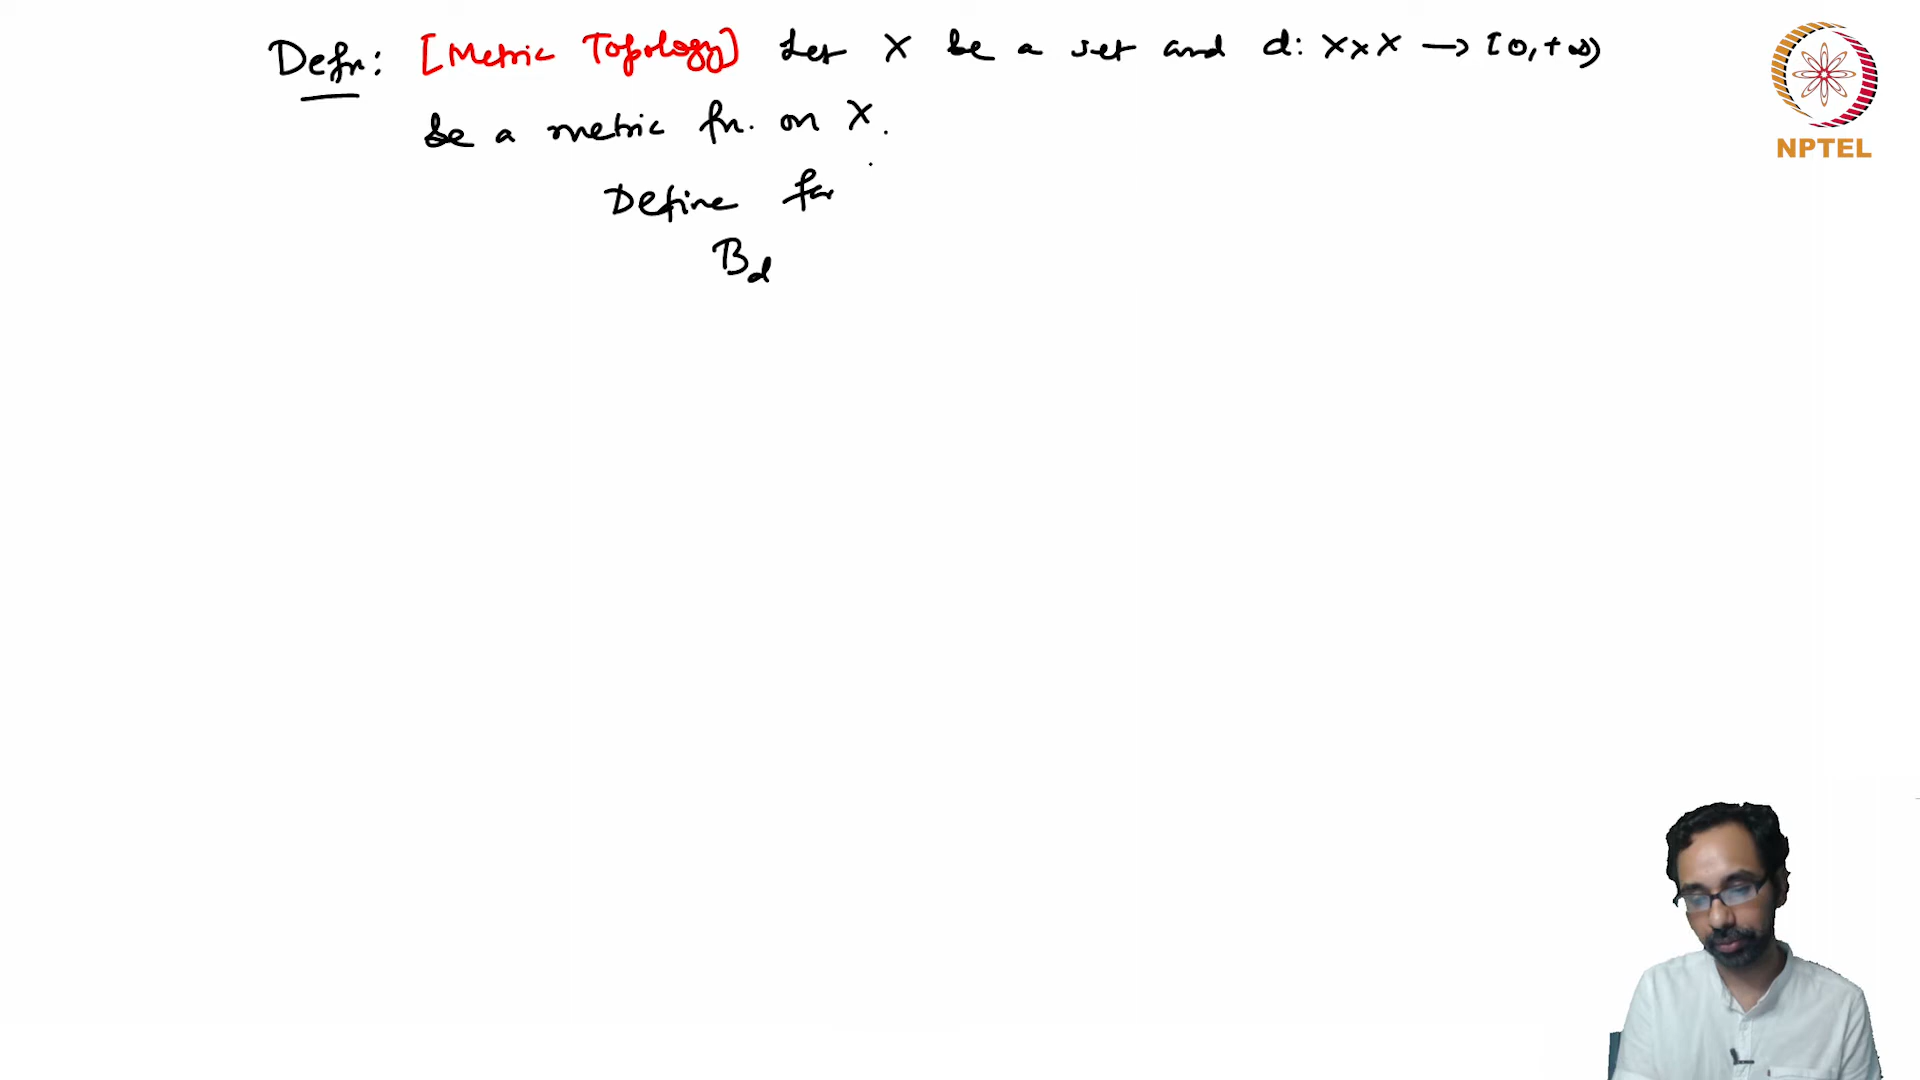 Defn: [Metric Topology] Let X be a set and d: X×X → [0,+∞)
be a metric fn. on X.
Define for
B_d
NPTEL